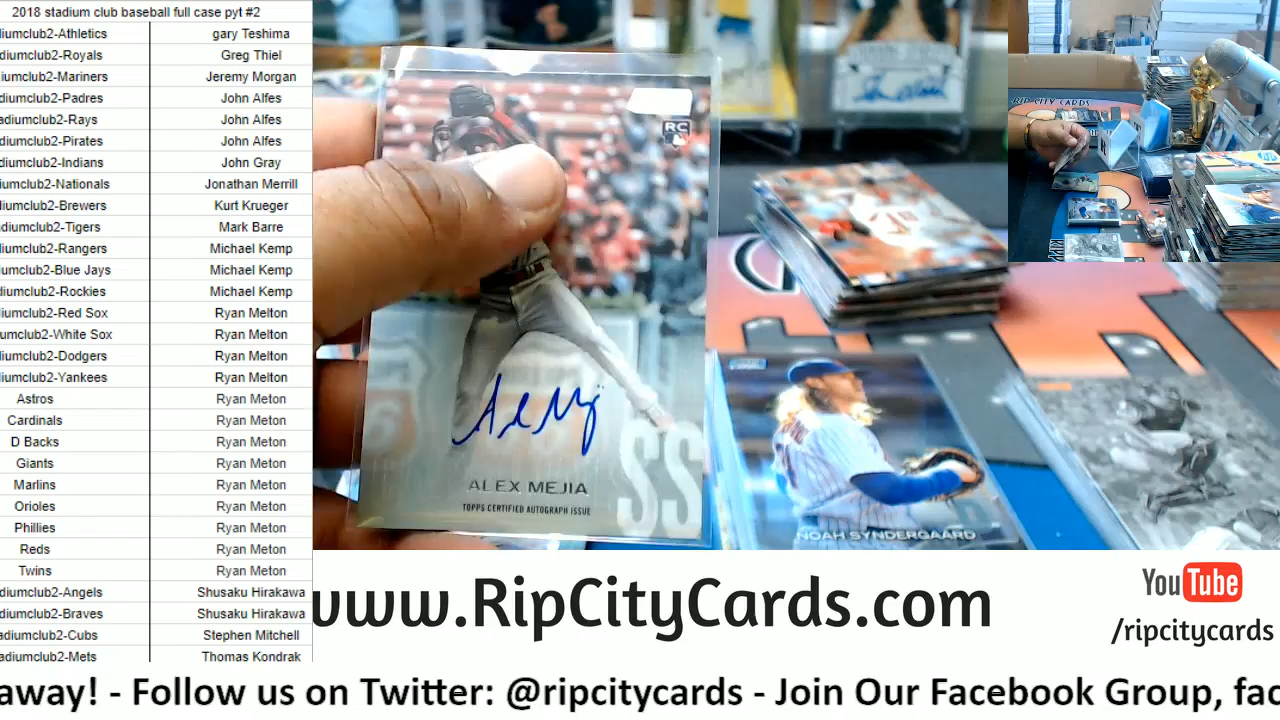 2018 stadium club baseball full case pyt #2
iumclub2-Athletics gary Teshima
diumclub2-Royals Greg Thiel
iumclub2-Mariners Jeremy Morgan
diumclub2-Padres John Alfes
adiumclub2-Rays John Alfes
diumclub2-Pirates John Alfes
diumclub2-Indians John Gray
iumclub2-Nationals Jonathan Merrill
iumclub2-Brewers Kurt Krueger
diumclub2-Tigers Mark Barre
iumclub2-Rangers Michael Kemp
iumclub2-Blue Jays Michael Kemp
iumclub2-Rockies Michael Kemp
iumclub2-Red Sox Ryan Melton
umclub2-White Sox Ryan Melton
iumclub2-Dodgers Ryan Melton
iumclub2-Yankees Ryan Melton
Astros Ryan Meton
Cardinals Ryan Meton
D Backs Ryan Meton
Giants Ryan Meton
Marlins Ryan Meton
Orioles Ryan Meton
Phillies Ryan Meton
Reds Ryan Meton
Twins Ryan Meton
diumclub2-Angels Shusaku Hirakawa
diumclub2-Braves Shusaku Hirakawa
adiumclub2-Cubs Stephen Mitchell
adiumclub2-Mets Thomas Kondrak
RC
SS
ALEX MEJIA
TOPPS CERTIFIED AUTOGRAPH ISSUE
NOAH SYNDERGAARD
RIP CITY CARDS
www.RipCityCards.com
YouTube
/ripcitycards
away! - Follow us on Twitter: @ripcitycards - Join Our Facebook Group, fac